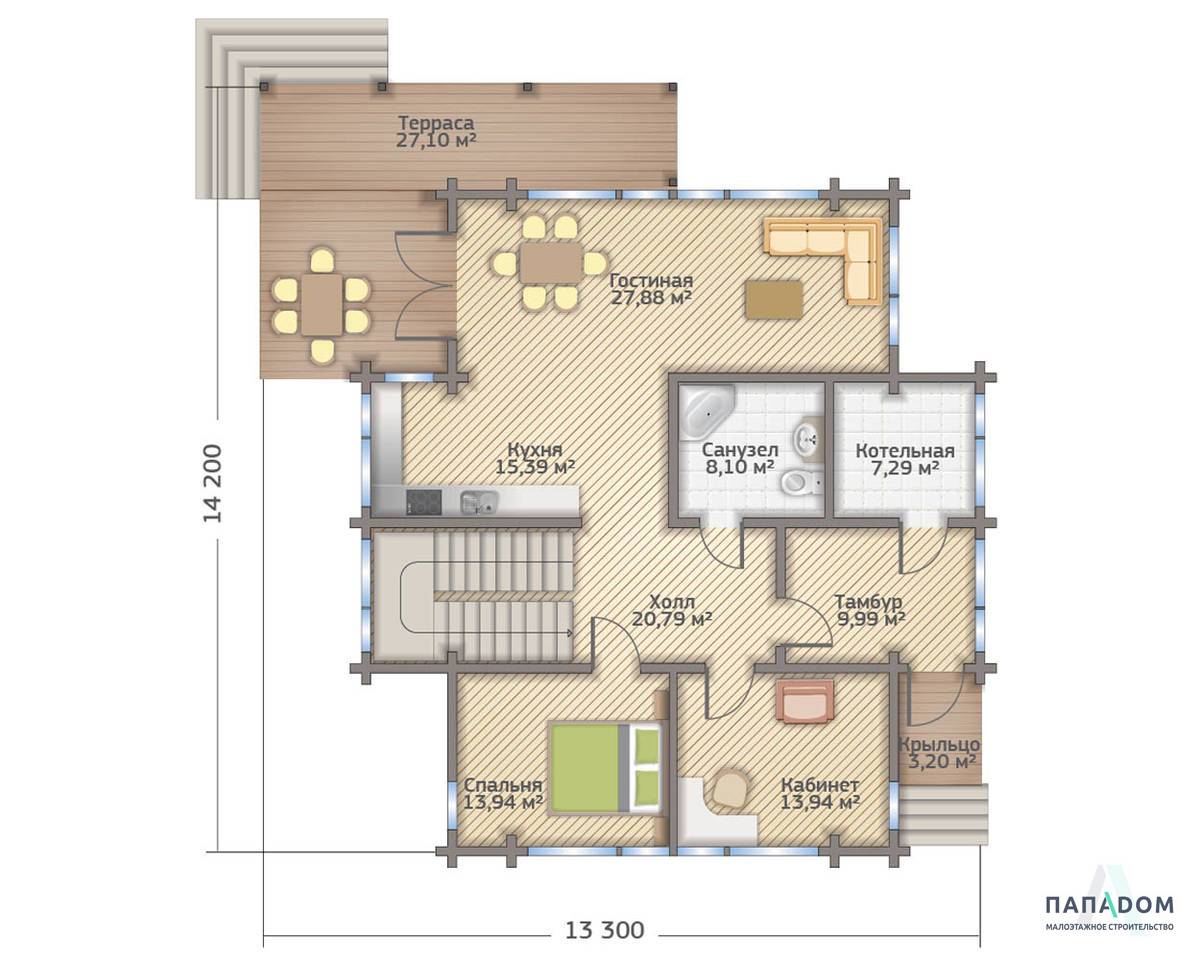 Терраса
27,10 м²
Гостиная
27,88 м²
Кухня
15,39 м²
Санузел
8,10 м²
Котельная
7,29 м²
14 200
Холл
20,79 м²
Тамбур
9,99 м²
Крыльцо
3,20 м²
Спальня
13,94 м²
Кабинет
13,94 м²
13 300
ПАПАDОМ
МАЛОЭТАЖНОЕ СТРОИТЕЛЬСТВО